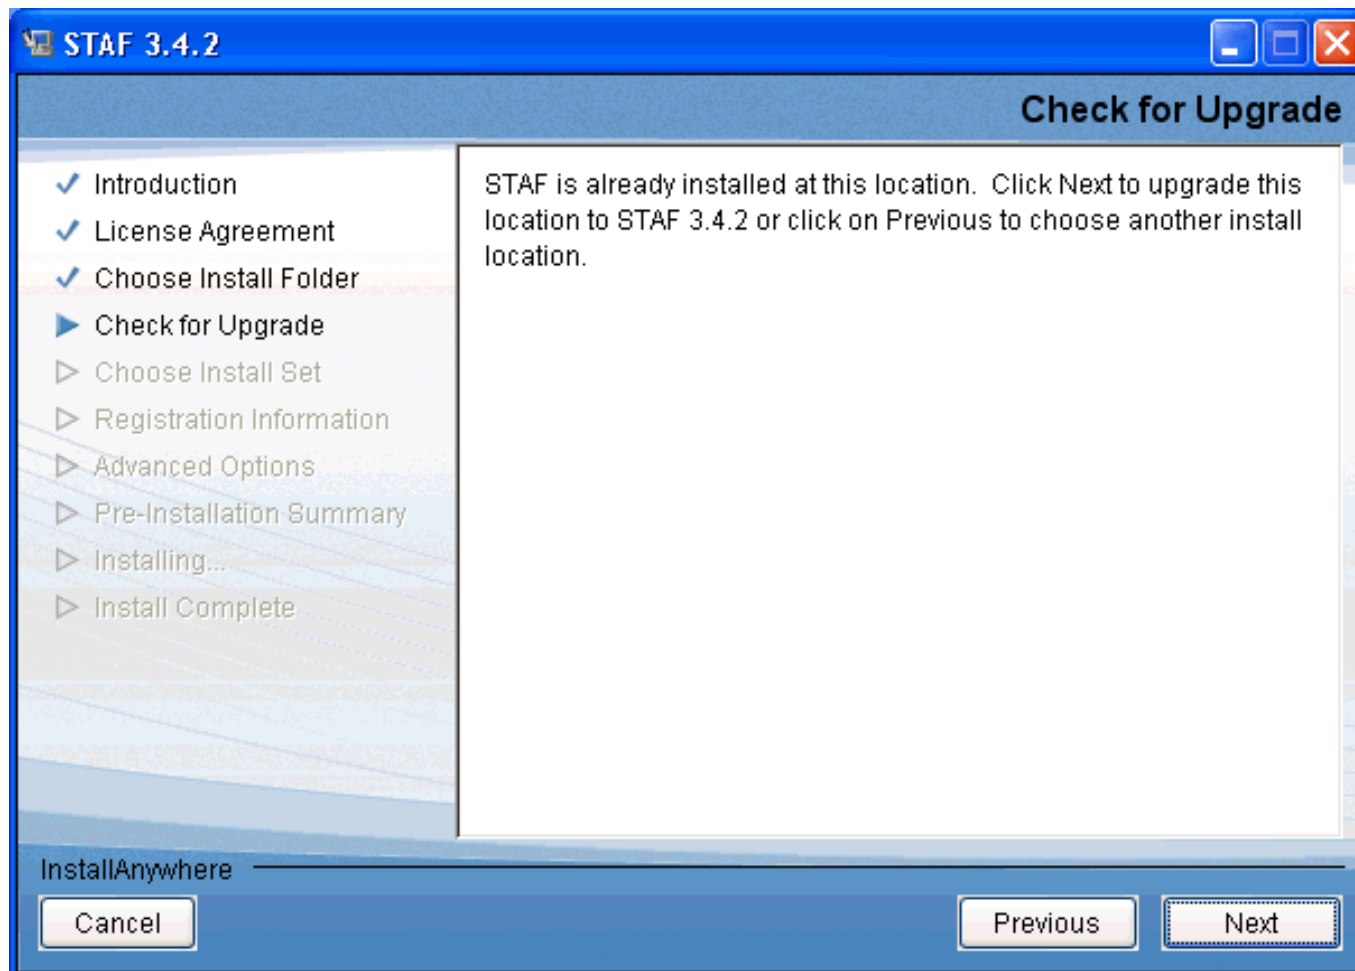 STAF 3.4.2
Check for Upgrade
Introduction
License Agreement
Choose Install Folder
Check for Upgrade
Choose Install Set
Registration Information
Advanced Options
Pre-Installation Summary
Installing...
Install Complete
STAF is already installed at this location.  Click Next to upgrade this
location to STAF 3.4.2 or click on Previous to choose another install
location.
InstallAnywhere
Cancel
Previous
Next